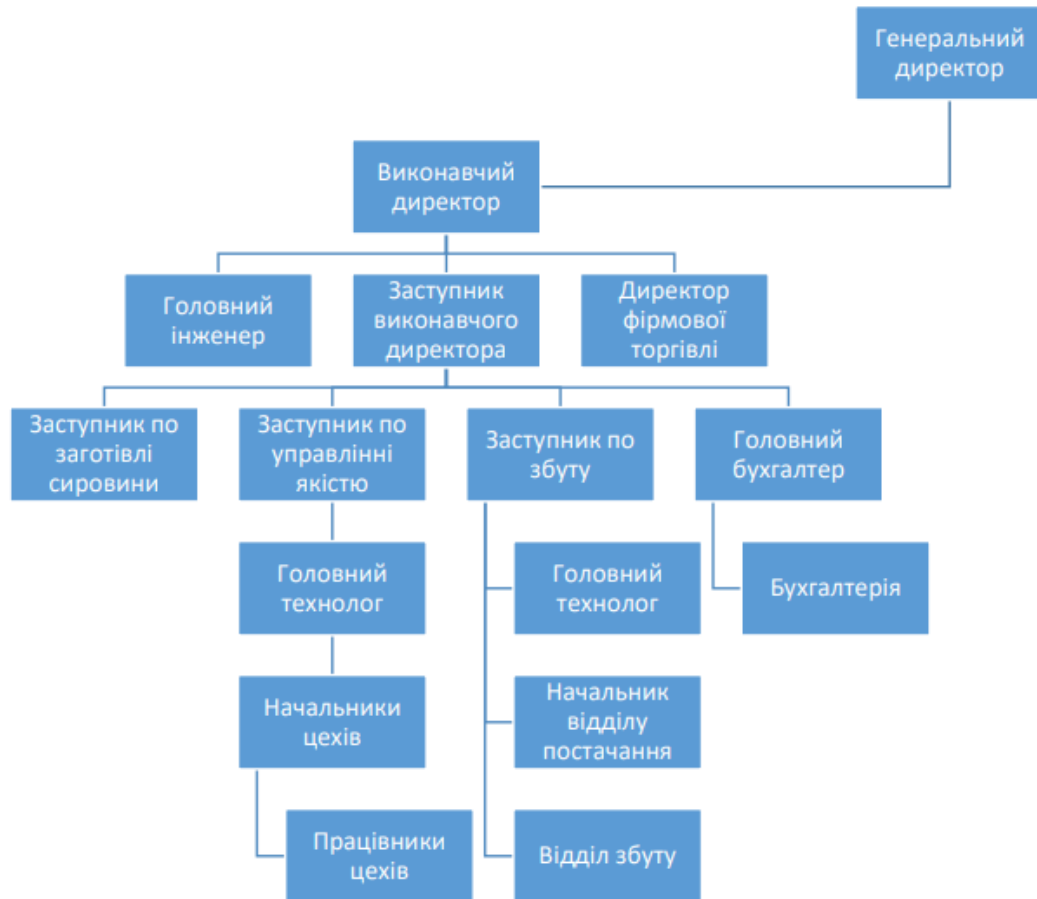 Генеральний
директор
Виконавчий
директор
Головний
інженер
Заступник
виконавчого
директора
Директор
фірмової
торгівлі
Заступник по
заготівлі
сировини
Заступник по
управлінні
якістю
Заступник по
збуту
Головний
бухгалтер
Головний
технолог
Головний
технолог
Бухгалтерія
Начальники
цехів
Начальник
відділу
постачання
Працівники
цехів
Відділ збуту